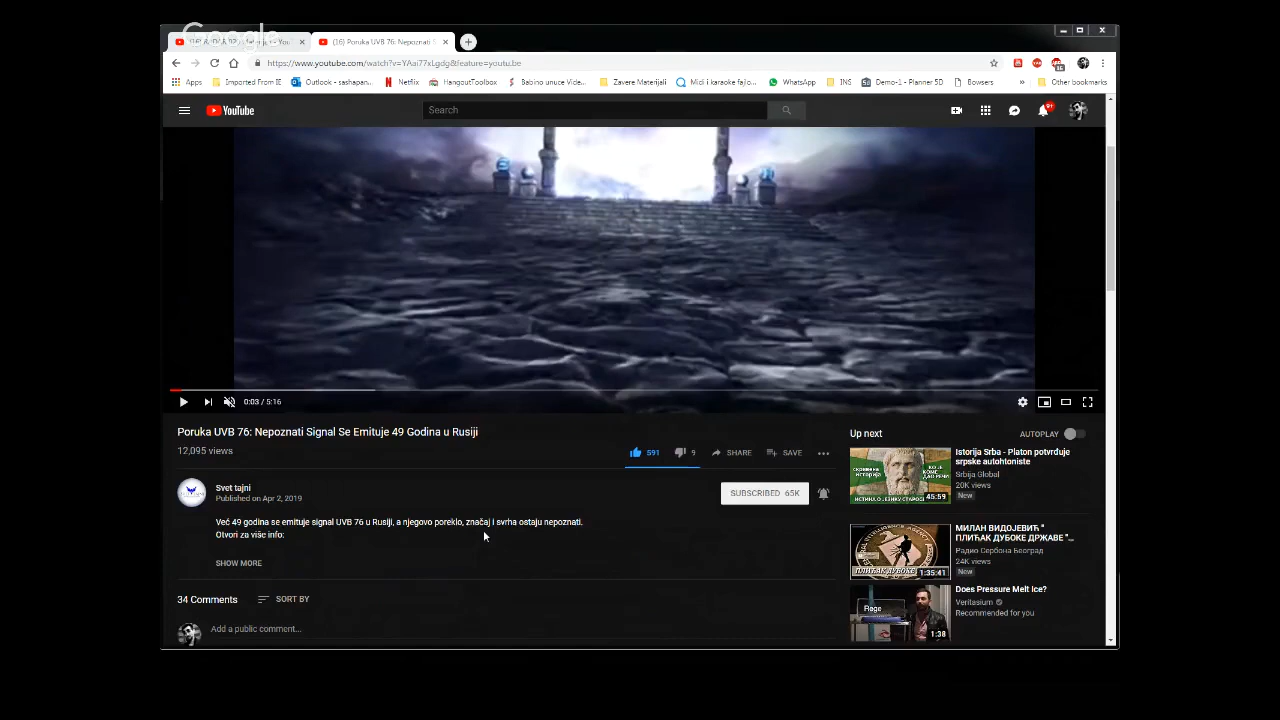 Google
(16) Poruka UVB 76: Nepoznati S
https://www.youtube.com/watch?v=YAai77xLgdg&feature=youtu.be
Apps Imported From IE Outlook - sashapan... Netflix HangoutToolbox Babino unuce Vide... Zavere Materijali Midi i karaoke fajlo... WhatsApp INS Demo-1 - Planner 5D Bowsers » Other bookmarks
YouTube Search 9+
0:03 / 5:16
Poruka UVB 76: Nepoznati Signal Se Emituje 49 Godina u Rusiji
12,095 views
591 9 SHARE SAVE
Svet tajni
Published on Apr 2, 2019
SUBSCRIBED 65K
Već 49 godina se emituje signal UVB 76 u Rusiji, a njegovo poreklo, značaj i svrha ostaju nepoznati.
Otvori za više info:
SHOW MORE
34 Comments SORT BY
Add a public comment...
Up next AUTOPLAY
45:59
Istorija Srba - Platon potvrđuje
srpske autohtoniste
Srbija Global
20K views
New
ПЛИЋАК ДУБОКЕ
1:35:41
МИЛАН ВИДОЈЕВИЋ "
ПЛИЋАК ДУБОКЕ ДРЖАВЕ "...
Радио Сербона Београд
24K views
New
1:38
Does Pressure Melt Ice?
Veritasium
Recommended for you